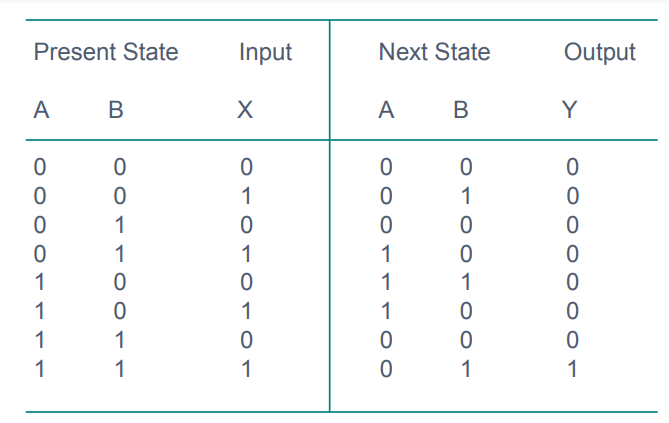 Present State Input Next State Output
A B X A B Y
0 0 0 0 0 0
0 0 1 0 1 0
0 1 0 0 0 0
0 1 1 1 0 0
1 0 0 1 1 0
1 0 1 1 0 0
1 1 0 0 0 0
1 1 1 0 1 1